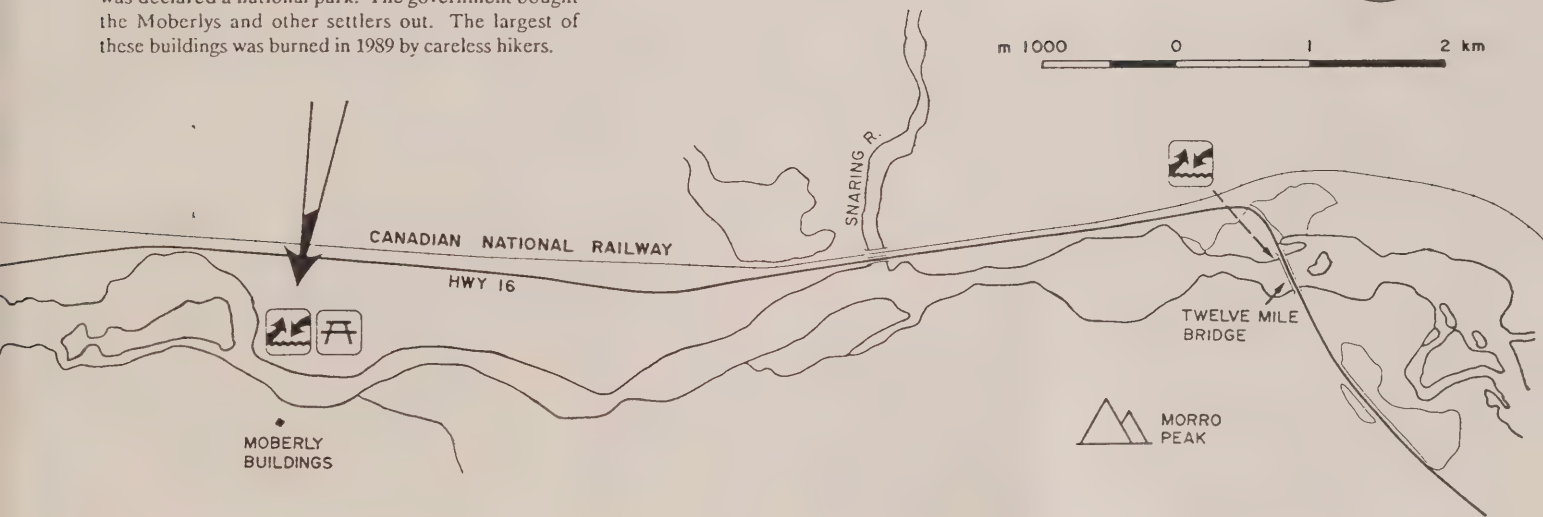 was declared a national park. The government bought
the Moberlys and other settlers out. The largest of
these buildings was burned in 1989 by careless hikers.
m 1000 0 1 2 km
SNARING R.
CANADIAN NATIONAL RAILWAY
HWY 16
TWELVE MILE
BRIDGE
MORRO
PEAK
MOBERLY
BUILDINGS